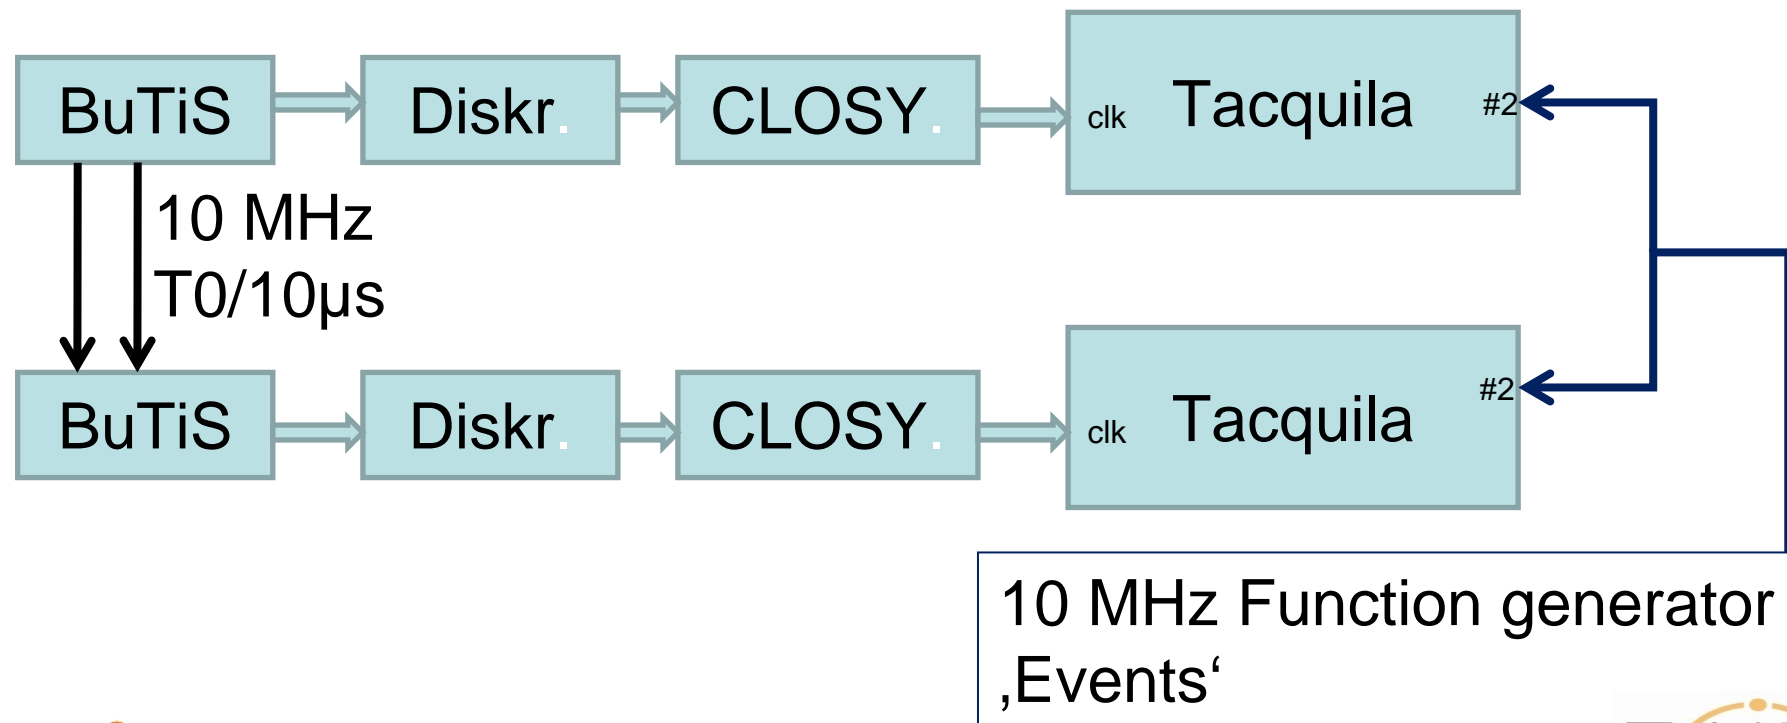 BuTiS
Diskr.
CLOSY.
clk
Tacquila
#2
10 MHz
T0/10µs
BuTiS
Diskr.
CLOSY.
clk
Tacquila
#2
10 MHz Function generator
‚Events‘